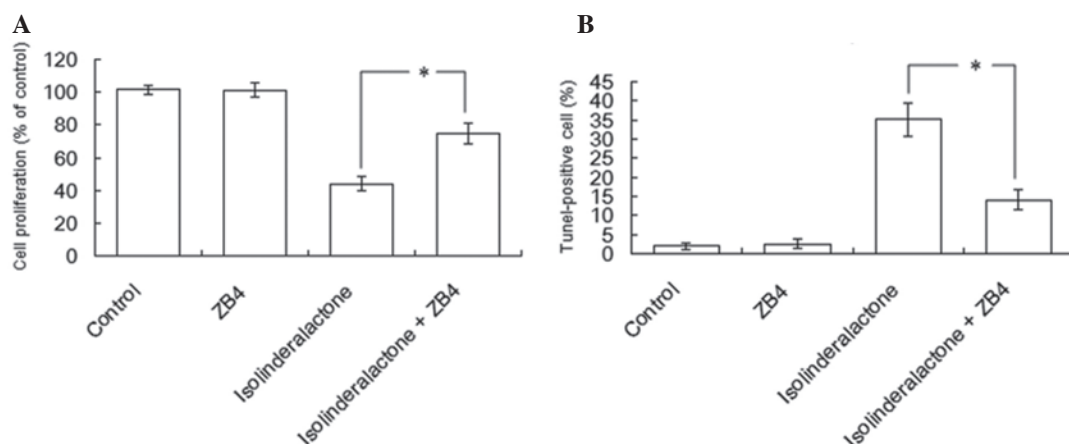 A
Cell proliferation (% of control)
120
100
80
60
40
20
0
*
Control
ZB4
Isolinderalactone
Isolinderalactone + ZB4
B
Tunel-positive cell (%)
45
40
35
30
25
20
15
10
5
0
*
Control
ZB4
Isolinderalactone
Isolinderalactone + ZB4